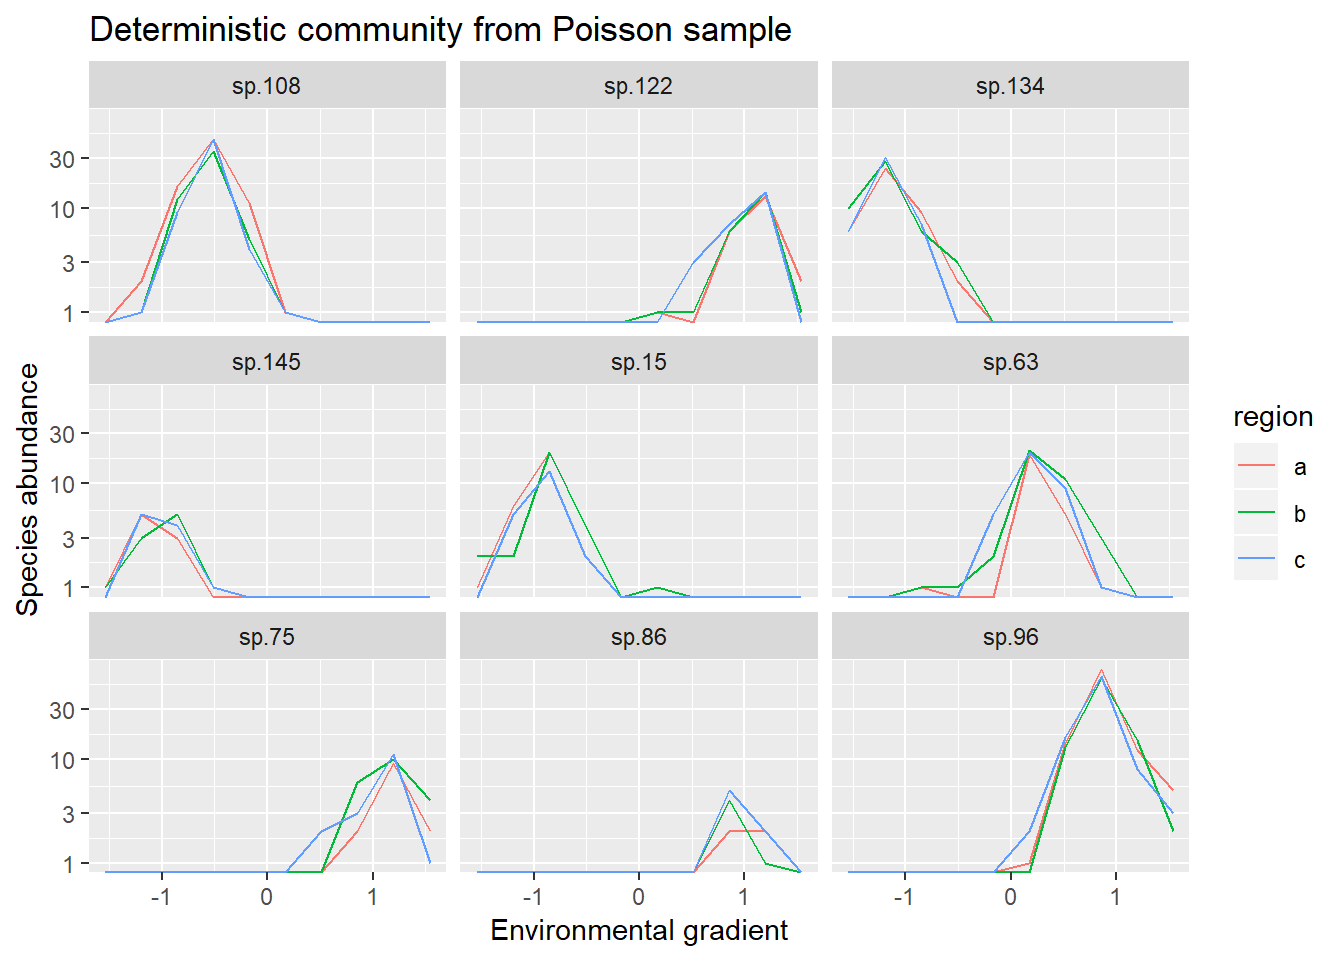 Deterministic community from Poisson sample
sp.108 sp.122 sp.134
30
10
3
1
sp.145 sp.15 sp.63
30
10
3
1
sp.75 sp.86 sp.96
30
10
3
1
-1 0 1 -1 0 1 -1 0 1
Environmental gradient
Species abundance
region
a
b
c